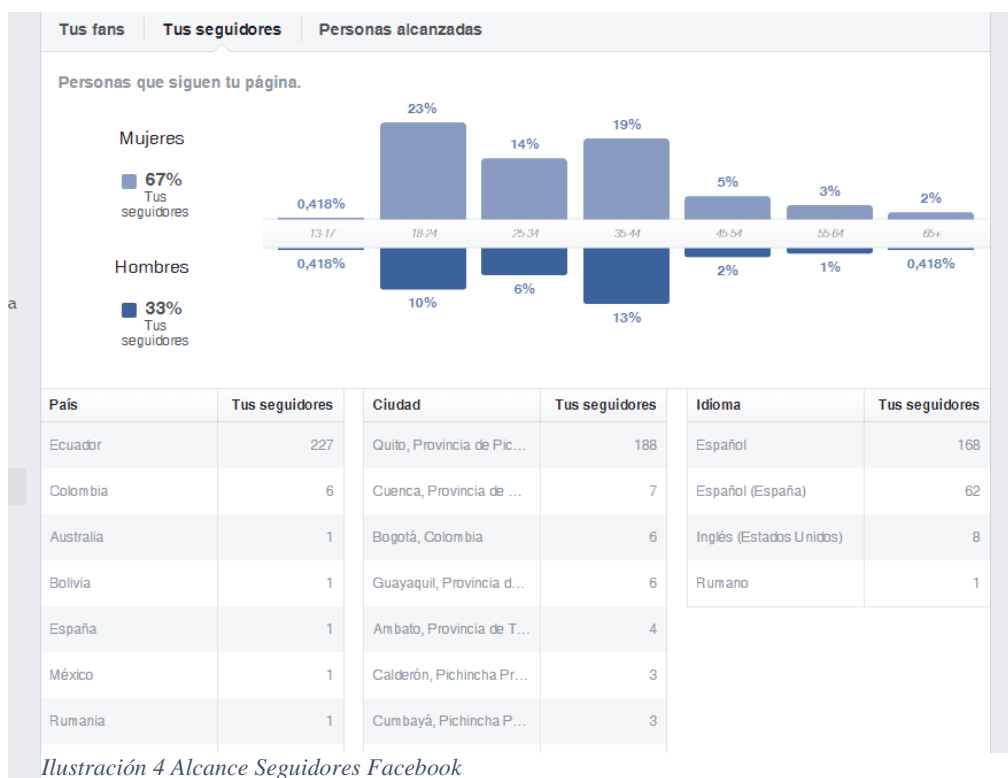 Tus fans Tus seguidores Personas alcanzadas
Personas que siguen tu página.
Mujeres
67%
Tus
seguidores
0,418% 23% 14% 19% 5% 3% 2%
13-17 18-24 25-34 35-44 45-54 55-64 65+
Hombres
33%
Tus
seguidores
0,418% 10% 6% 13% 2% 1% 0,418%
a
País Tus seguidores Ciudad Tus seguidores Idioma Tus seguidores
Ecuador 227 Quito, Provincia de Pic... 188 Español 168
Colombia 6 Cuenca, Provincia de ... 7 Español (España) 62
Australia 1 Bogotá, Colombia 6 Inglés (Estados Unidos) 8
Bolivia 1 Guayaquil, Provincia d... 6 Rumano 1
España 1 Ambato, Provincia de T... 4
México 1 Calderón, Pichincha Pr... 3
Rumania 1 Cumbayá, Pichincha P... 3
Ilustración 4 Alcance Seguidores Facebook